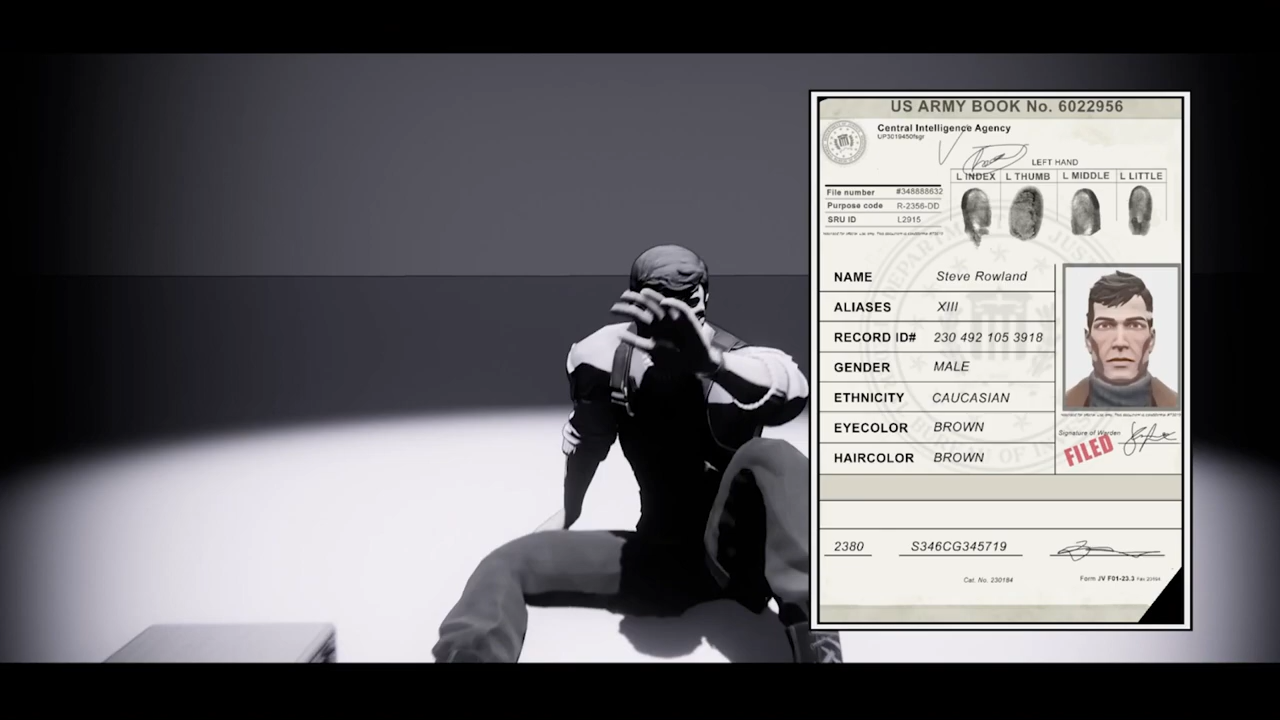 US ARMY BOOK No. 6022956
Central Intelligence Agency
UP3019450fsgr
LEFT HAND
L INDEX L THUMB L MIDDLE L LITTLE
File number #348888632
Purpose code R-2356-DD
SRU ID L2915
NAME Steve Rowland
ALIASES XIII
RECORD ID# 230 492 105 3918
GENDER MALE
ETHNICITY CAUCASIAN
EYECOLOR BROWN
HAIRCOLOR BROWN
Signature of Warden
FILED
2380 S346CG345719
Cat. No. 230184
Form JV F01-23.3